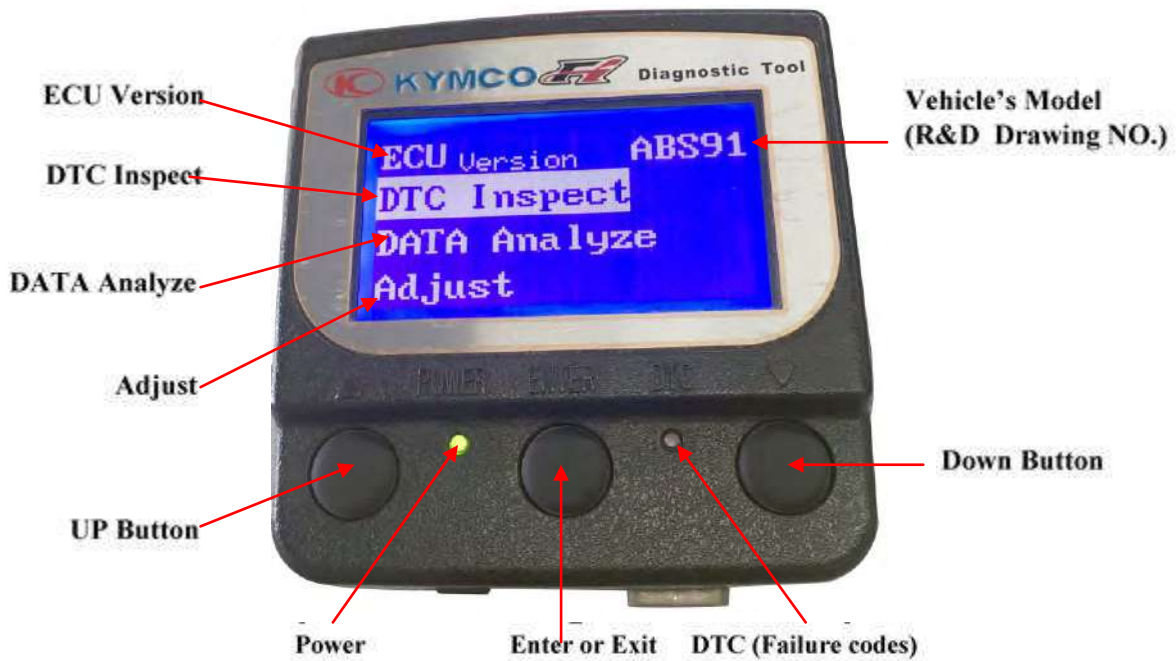 KYMCO Fi Diagnostic Tool
ECU Version
DTC Inspect
DATA Analyze
Adjust
UP Button
Vehicle's Model
(R&D Drawing NO.)
Down Button
ECU Version ABS91
DTC Inspect
DATA Analyze
Adjust
POWER ENTER DTC
Power
Enter or Exit
DTC (Failure codes)